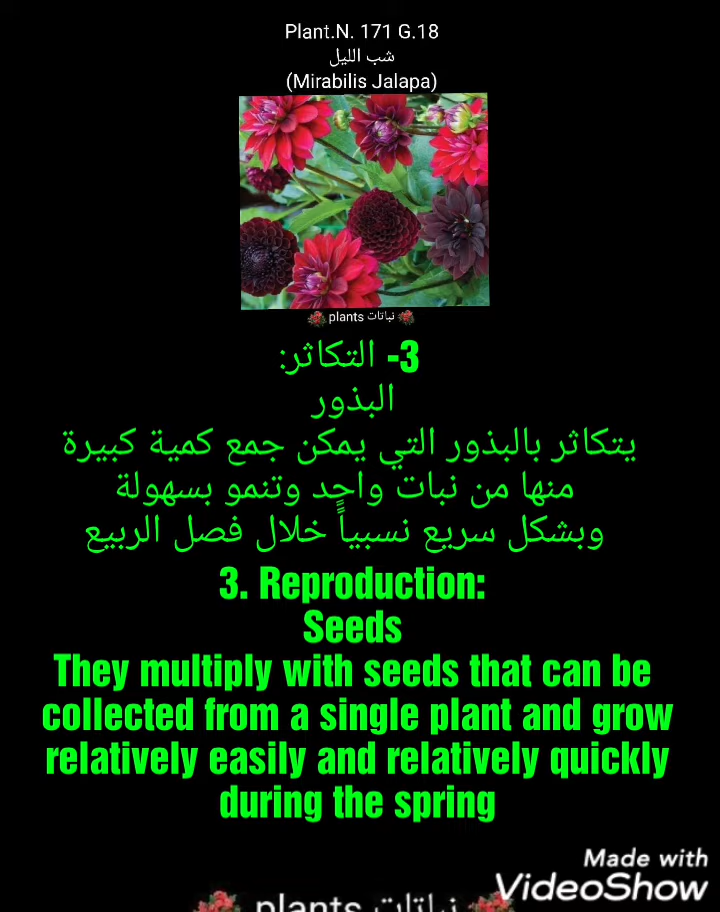 Plant.N. 171 G.18
شب الليل
(Mirabilis Jalapa)
نباتات plants
3- التكاثر:
البذور
يتكاثر بالبذور التي يمكن جمع كمية كبيرة
منها من نبات واحدٍ وتنمو بسهولة
وبشكل سريع نسبياً خلال فصل الربيع
3. Reproduction:
Seeds
They multiply with seeds that can be
collected from a single plant and grow
relatively easily and relatively quickly
during the spring
Made with
VideoShow
نباتات plants